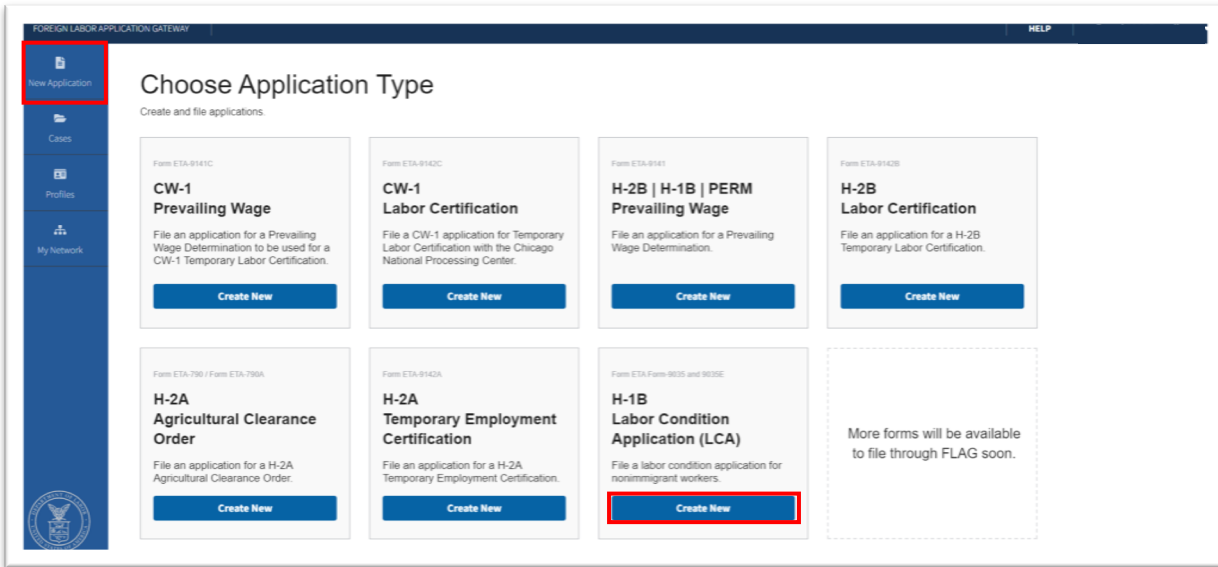 FOREIGN LABOR APPLICATION GATEWAY
HELP
New Application
Cases
Profiles
My Network
Choose Application Type
Create and file applications.
Form ETA-9141C
CW-1
Prevailing Wage
File an application for a Prevailing
Wage Determination to be used for a
CW-1 Temporary Labor Certification.
Create New
Form ETA-9142C
CW-1
Labor Certification
File a CW-1 application for Temporary
Labor Certification with the Chicago
National Processing Center.
Create New
Form ETA-9141
H-2B | H-1B | PERM
Prevailing Wage
File an application for a Prevailing
Wage Determination.
Create New
Form ETA-9142B
H-2B
Labor Certification
File an application for a H-2B
Temporary Labor Certification.
Create New
Form ETA-790 / Form ETA-790A
H-2A
Agricultural Clearance
Order
File an application for a H-2A
Agricultural Clearance Order.
Create New
Form ETA-9142A
H-2A
Temporary Employment
Certification
File an application for a H-2A
Temporary Employment Certification.
Create New
Form ETA Form-9035 and 9035E
H-1B
Labor Condition
Application (LCA)
File a labor condition application for
nonimmigrant workers.
Create New
More forms will be available
to file through FLAG soon.